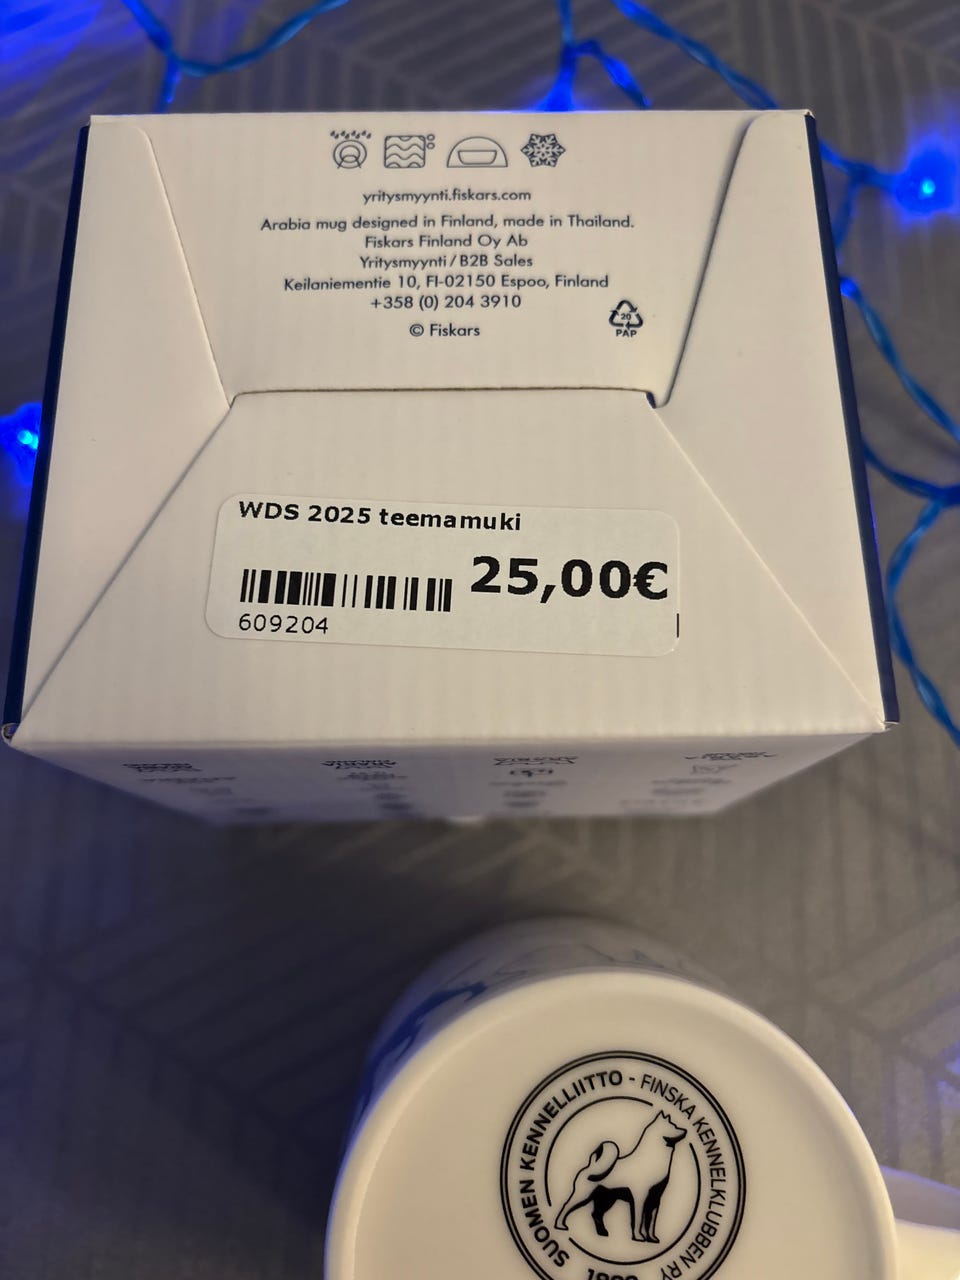 yritysmyynti.fiskars.com
Arabia mug designed in Finland, made in Thailand.
Fiskars Finland Oy Ab
Yritysmyynti / B2B Sales
Keilaniementie 10, FI-02150 Espoo, Finland
+358 (0) 204 3910
© Fiskars
20
PAP
WDS 2025 teemamuki
25,00€
609204
SUOMEN KENNELLIITTO - FINSKA KENNELKLUBBEN RY